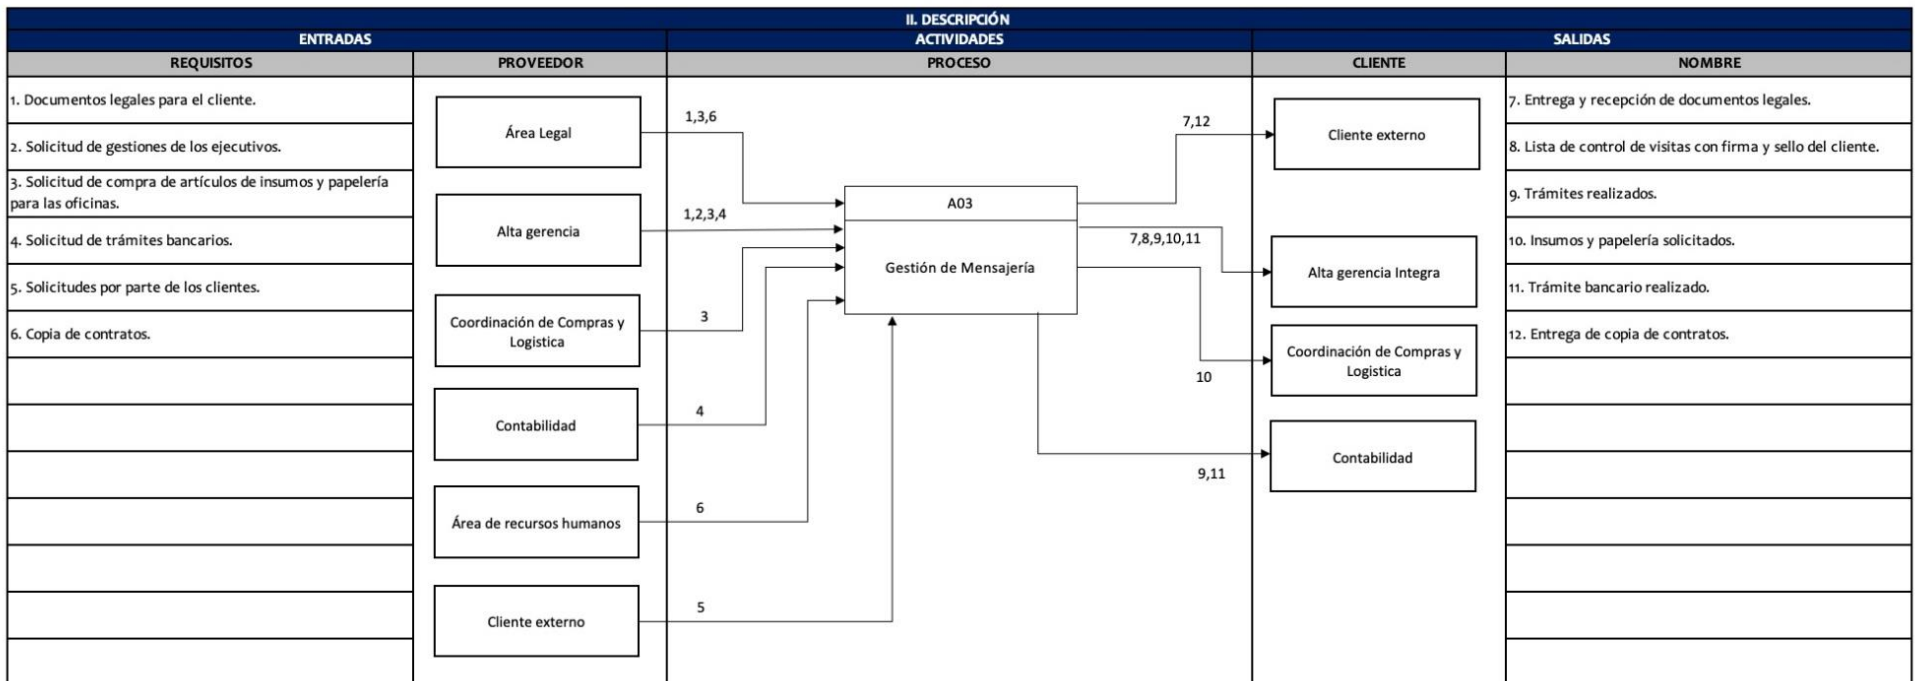 II. DESCRIPCIÓN
ENTRADAS
ACTIVIDADES
SALIDAS
REQUISITOS
PROVEEDOR
PROCESO
CLIENTE
NOMBRE
1. Documentos legales para el cliente.
2. Solicitud de gestiones de los ejecutivos.
3. Solicitud de compra de artículos de insumos y papelería
para las oficinas.
4. Solicitud de trámites bancarios.
5. Solicitudes por parte de los clientes.
6. Copia de contratos.
Área Legal
Alta gerencia
Coordinación de Compras y
Logistica
Contabilidad
Área de recursos humanos
Cliente externo
1,3,6
1,2,3,4
3
4
6
5
A03
Gestión de Mensajería
7,12
7,8,9,10,11
10
9,11
Cliente externo
Alta gerencia Integra
Coordinación de Compras y
Logistica
Contabilidad
7. Entrega y recepción de documentos legales.
8. Lista de control de visitas con firma y sello del cliente.
9. Trámites realizados.
10. Insumos y papelería solicitados.
11. Trámite bancario realizado.
12. Entrega de copia de contratos.